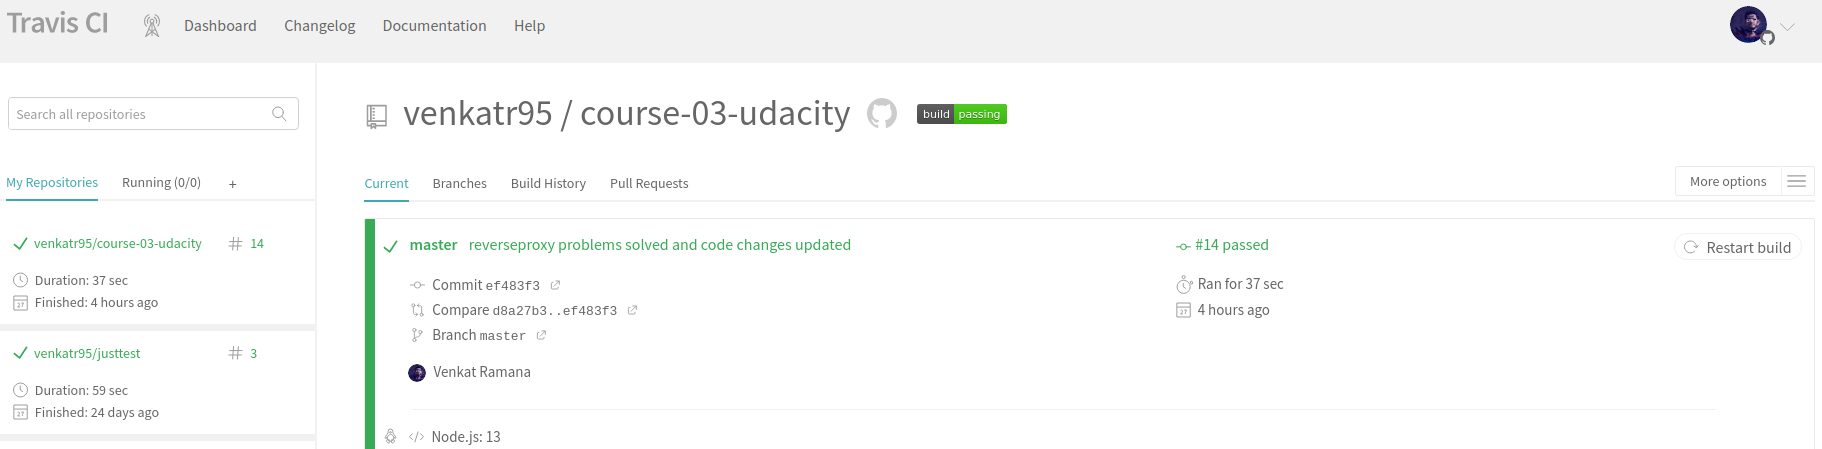 Travis CI
Dashboard Changelog Documentation Help
Search all repositories
My Repositories Running (0/0) +
venkatr95/course-03-udacity # 14
Duration: 37 sec
Finished: 4 hours ago
venkatr95/justtest # 3
Duration: 59 sec
Finished: 24 days ago
venkatr95 / course-03-udacity build passing
Current Branches Build History Pull Requests More options
master reverseproxy problems solved and code changes updated #14 passed Restart build
Commit ef483f3 Ran for 37 sec
Compare d8a27b3..ef483f3 4 hours ago
Branch master
Venkat Ramana
</> Node.js: 13